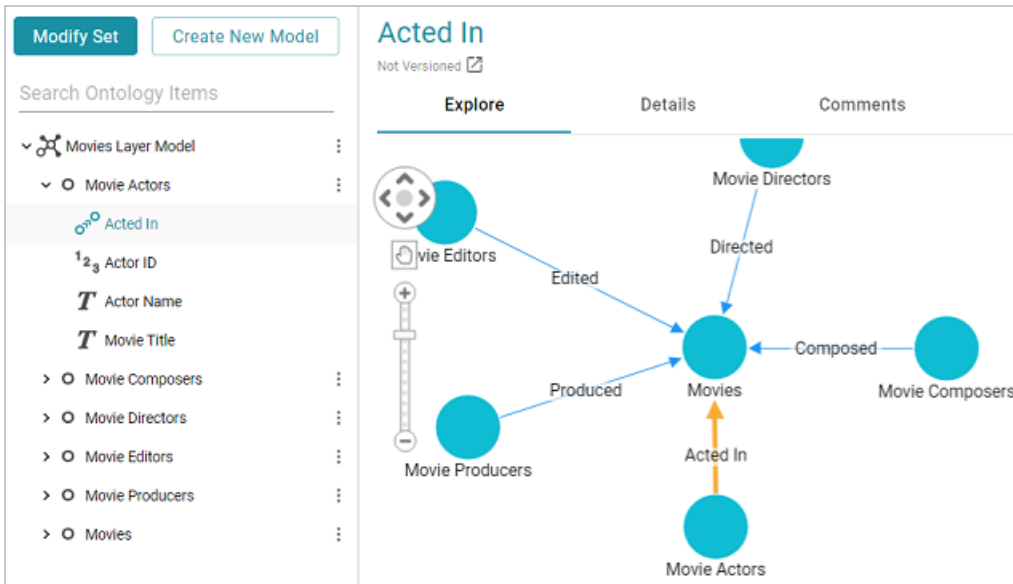 Modify Set
Create New Model
Search Ontology Items
Movies Layer Model
Movie Actors
Acted In
123 Actor ID
T Actor Name
T Movie Title
Movie Composers
Movie Directors
Movie Editors
Movie Producers
Movies
Acted In
Not Versioned
Explore Details Comments
Movie Directors
Directed
vie Editors
Edited
Composed
Movies
Movie Composers
Produced
Movie Producers
Acted In
Movie Actors